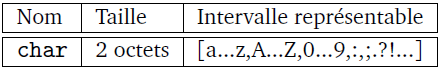 Nom Taille Intervalle représentable
char 2 octets [a...z,A...Z,0...9,:,;.?!...]